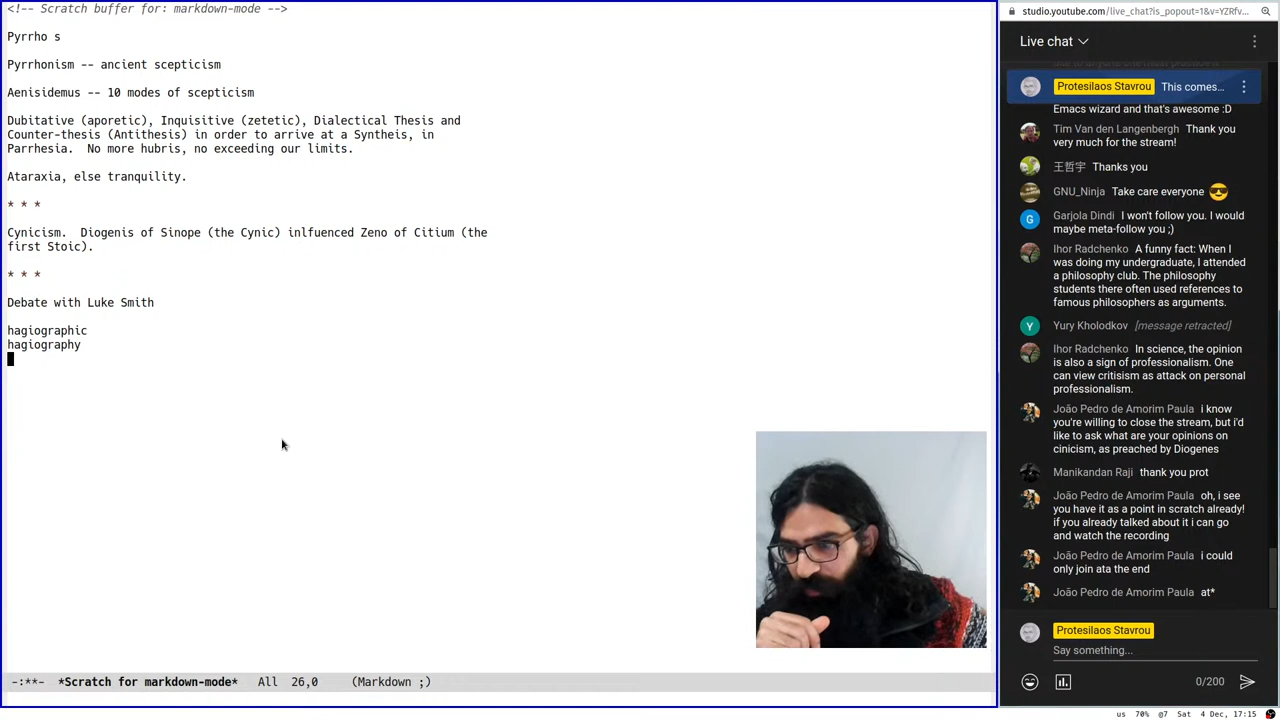 <!-- Scratch buffer for: markdown-mode -->
Pyrrho s
Pyrrhonism -- ancient scepticism
Aenisidemus -- 10 modes of scepticism
Dubitative (aporetic), Inquisitive (zetetic), Dialectical Thesis and
Counter-thesis (Antithesis) in order to arrive at a Syntheis, in
Parrhesia.  No more hubris, no exceeding our limits.
Ataraxia, else tranquility.
* * *
Cynicism.  Diogenis of Sinope (the Cynic) inlfuenced Zeno of Citium (the
first Stoic).
* * *
Debate with Luke Smith
hagiographic
hagiography
-:**-  *Scratch for markdown-mode*   All  26,0     (Markdown ;)
studio.youtube.com/live_chat?is_popout=1&v=YZRfv...
Live chat
Protesilaos Stavrou This comes...
Emacs wizard and that's awesome :D
Tim Van den Langenbergh Thank you
very much for the stream!
王哲宇 Thanks you
GNU_Ninja Take care everyone 😎
G
Garjola Dindi I won't follow you. I would
maybe meta-follow you ;)
Ihor Radchenko A funny fact: When I
was doing my undergraduate, I attended
a philosophy club. The philosophy
students there often used references to
famous philosophers as arguments.
Y
Yury Kholodkov [message retracted]
Ihor Radchenko In science, the opinion
is also a sign of professionalism. One
can view critisism as attack on personal
professionalism.
João Pedro de Amorim Paula i know
you're willing to close the stream, but i'd
like to ask what are your opinions on
cinicism, as preached by Diogenes
Manikandan Raji thank you prot
João Pedro de Amorim Paula oh, i see
you have it as a point in scratch already!
if you already talked about it i can go
and watch the recording
João Pedro de Amorim Paula i could
only join ata the end
João Pedro de Amorim Paula at*
Protesilaos Stavrou
Say something...
0/200
us 70% @7 Sat 4 Dec, 17:15